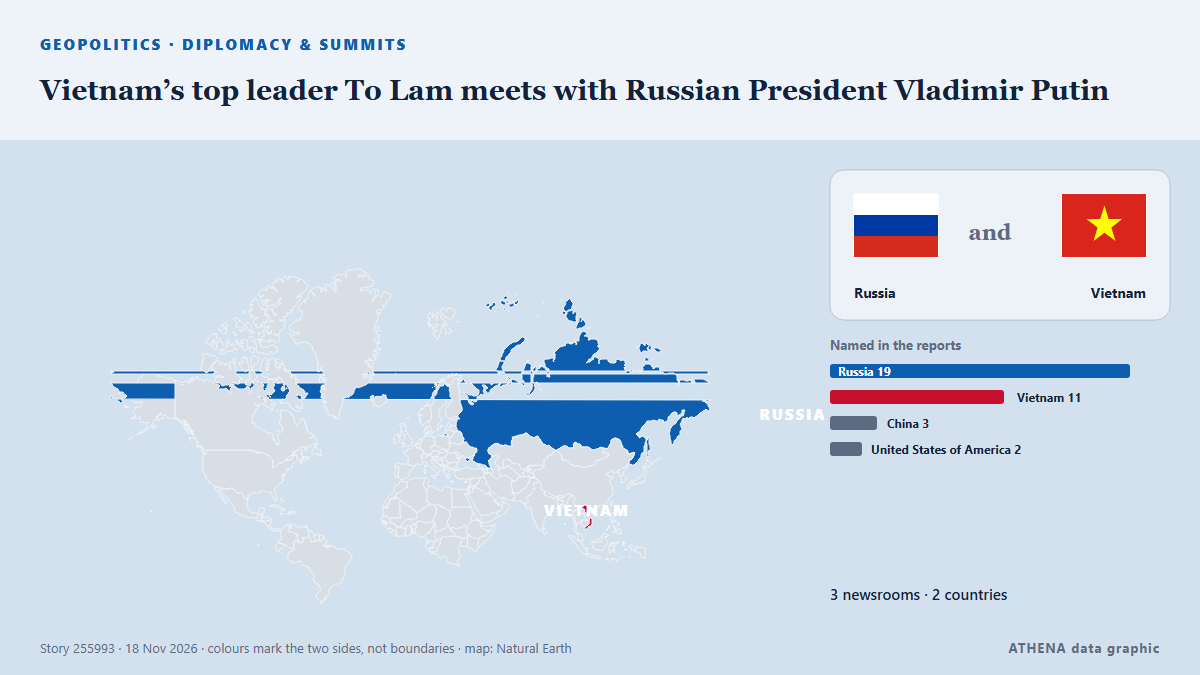 GEOPOLITICS · DIPLOMACY & SUMMITS
Vietnam’s top leader To Lam meets with Russian President Vladimir Putin
and
Russia
Vietnam
Named in the reports
Russia 19
Vietnam 11
China 3
United States of America 2
RUSSIA
VIETNAM
3 newsrooms · 2 countries
Story 255993 · 18 Nov 2026 · colours mark the two sides, not boundaries · map: Natural Earth
ATHENA data graphic